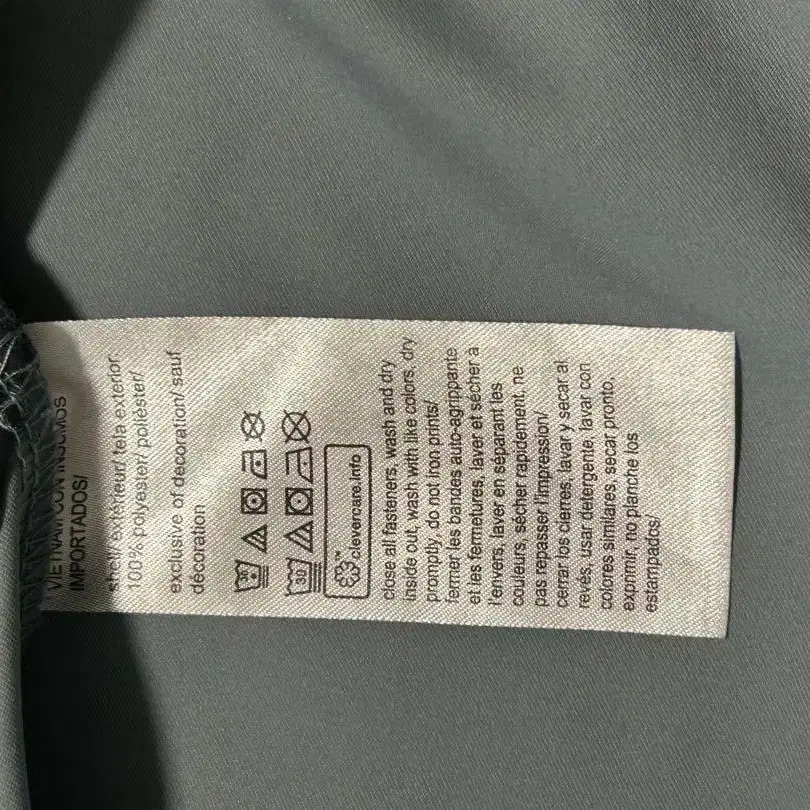 VIETNAM CON INSUMOS
IMPORTADOS/
shell/ extérieur/ tela exterior.
100% polyester/ poliéster/
exclusive of decoration/ sauf
décoration
30
30
clevercare.info
close all fasteners, wash and dry
inside out, wash with like colors, dry
promptly, do not iron prints/
fermer les bandes auto-agrippante
et les fermetures, laver et sécher à
l'envers, laver en séparant les
couleurs, sécher rapidement, ne
pas repasser l'impression/
cerrar los cierres, lavar y secar al
revés, usar detergente, lavar con
colores similares, secar pronto,
exprimir, no planche los
estampados/